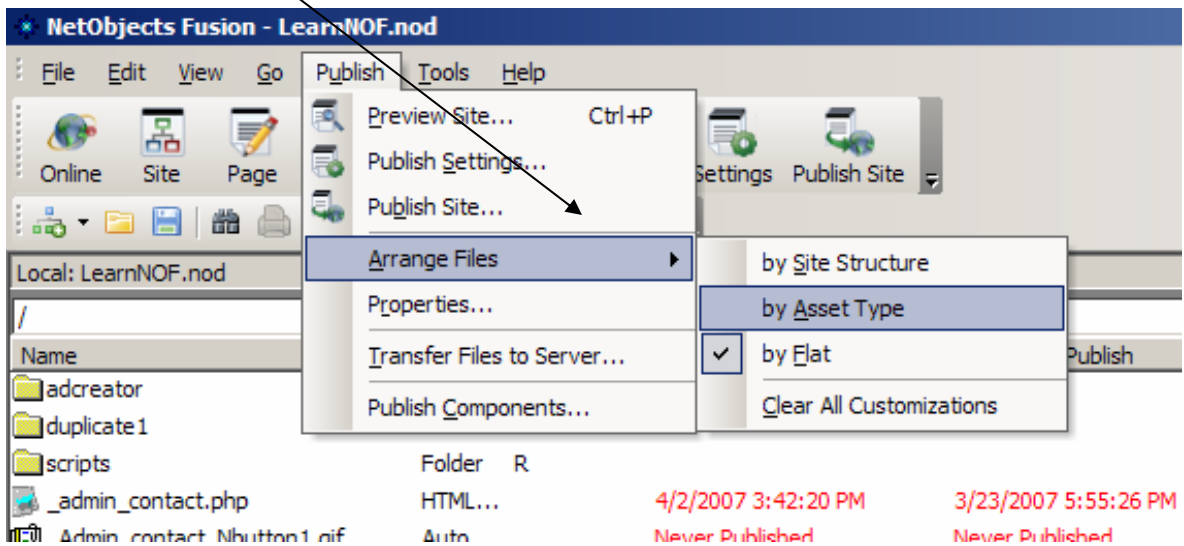 NetObjects Fusion - LearnNOF.nod
File Edit View Go Publish Tools Help
Preview Site... Ctrl+P
Publish Settings...
Publish Site...
Arrange Files
Properties...
Transfer Files to Server...
Publish Components...
Online Site Page Settings Publish Site
by Site Structure
by Asset Type
by Flat
Clear All Customizations
Local: LearnNOF.nod
/
Name Publish
adcreator
duplicate1
scripts Folder R
_admin_contact.php HTML... 4/2/2007 3:42:20 PM 3/23/2007 5:55:26 PM
Admin_contact_Nbutton1.gif Auto Never Published Never Published